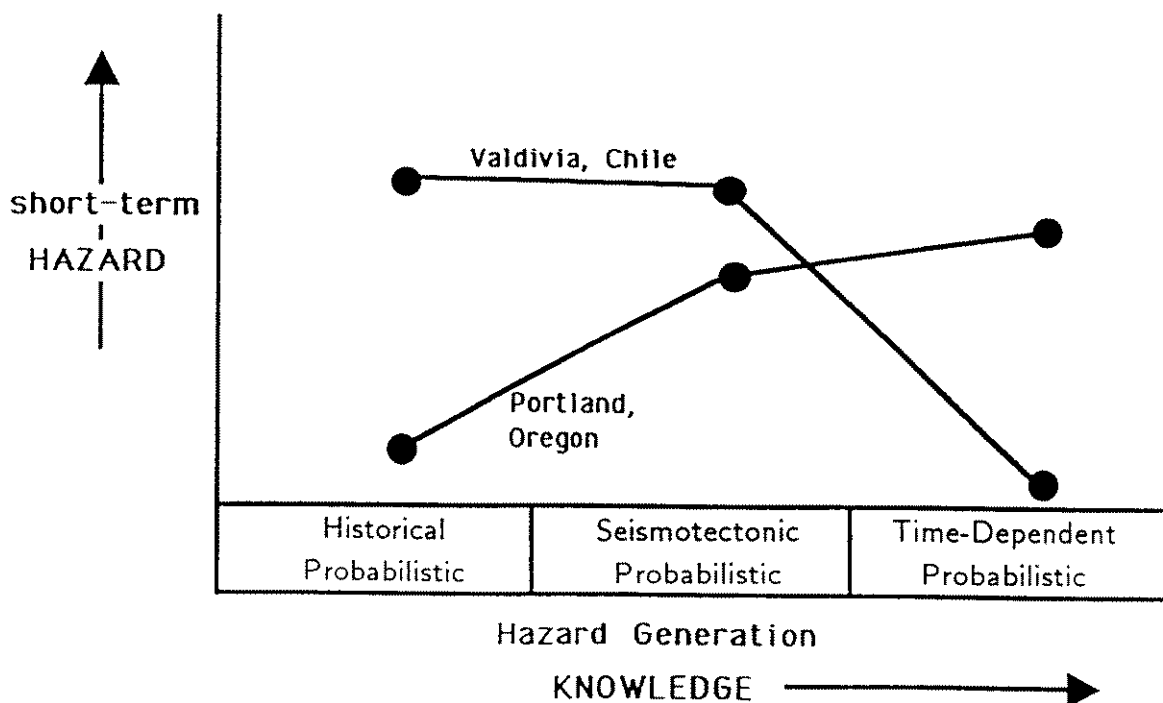 Valdivia, Chile
short-term
HAZARD
Portland,
Oregon
Historical
Probabilistic
Seismotectonic
Probabilistic
Time-Dependent
Probabilistic
Hazard Generation
KNOWLEDGE